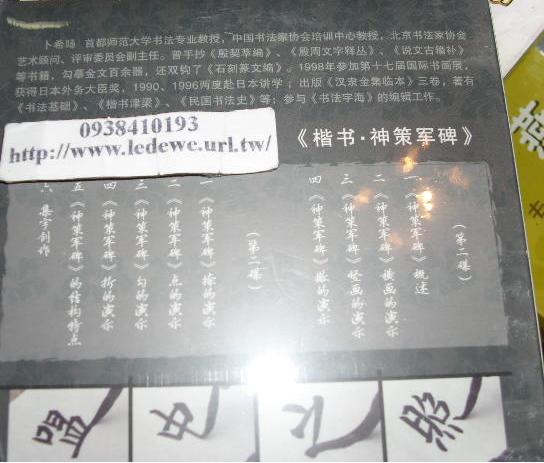 卜希旸 首都师范大学书法专业教授，中国书法家协会培训中心教授，北京书法家协会
艺术顾问、评审委员会副主任。曾手抄《殷契萃编》、《殷周文字释丛》、《说文古籀补》
等书籍，勾摹金文百余器，还双钩了《石刻篆文编》。1998年参加第十七届国际书画展，
获得日本外务大臣奖，1990、1996两度赴日本讲学；出版《汉隶全集临本》三卷，著有
《书法基础》、《楷书津梁》、《民国书法史》等；参与《书法字海》的编辑工作。
0938410193
http://www.ledewe.url.tw/
《楷书·神策军碑》
（第一碟）
一 《神策军碑》概述
二 《神策军碑》横画的演示
三 《神策军碑》竖画的演示
四 《神策军碑》撇的演示
（第二碟）
一 《神策军碑》捺的演示
二 《神策军碑》点的演示
三 《神策军碑》勾的演示
四 《神策军碑》折的演示
五 《神策军碑》的结构特点
六 集字创作